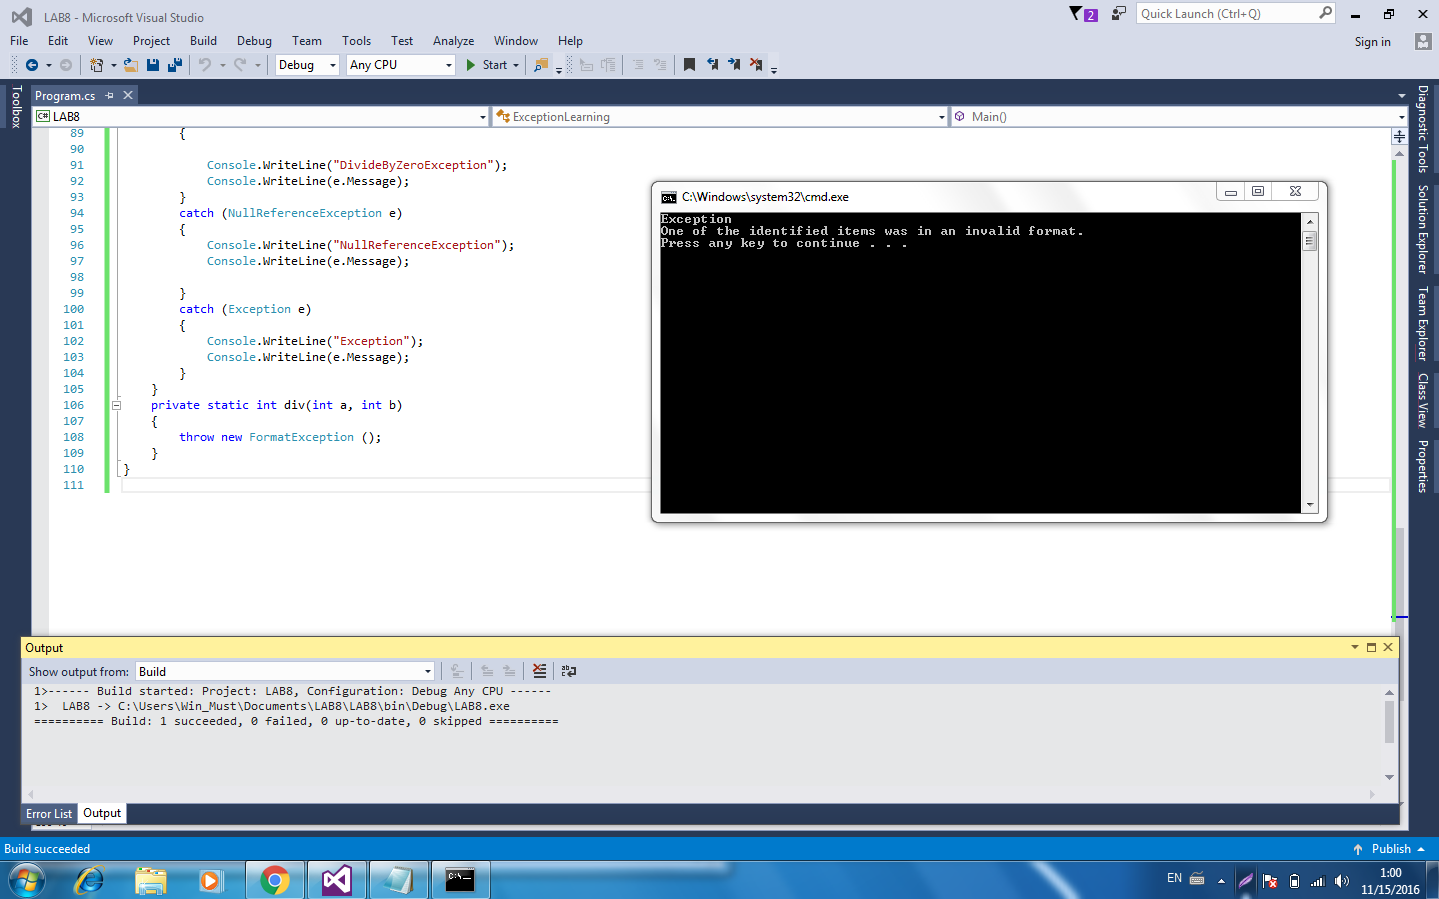 LAB8 - Microsoft Visual Studio
2
Quick Launch (Ctrl+Q)
File Edit View Project Build Debug Team Tools Test Analyze Window Help
Sign in
Debug Any CPU Start
Toolbox
Program.cs
LAB8 ExceptionLearning Main()
89 {
90
91 Console.WriteLine("DivideByZeroException");
92 Console.WriteLine(e.Message);
93 }
94 catch (NullReferenceException e)
95 {
96 Console.WriteLine("NullReferenceException");
97 Console.WriteLine(e.Message);
98
99 }
100 catch (Exception e)
101 {
102 Console.WriteLine("Exception");
103 Console.WriteLine(e.Message);
104 }
105 }
106 private static int div(int a, int b)
107 {
108 throw new FormatException ();
109 }
110 }
111
C:\Windows\system32\cmd.exe
Exception
One of the identified items was in an invalid format.
Press any key to continue . . .
Diagnostic Tools
Solution Explorer
Team Explorer
Class View
Properties
Output
Show output from: Build
1>------ Build started: Project: LAB8, Configuration: Debug Any CPU ------
1> LAB8 -> C:\Users\Win_Must\Documents\LAB8\LAB8\bin\Debug\LAB8.exe
========== Build: 1 succeeded, 0 failed, 0 up-to-date, 0 skipped ==========
Error List Output
Build succeeded
Publish
EN
1:00
11/15/2016